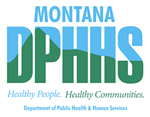 MONTANA
DPHHS
Healthy People. Healthy Communities.
Department of Public Health & Human Services